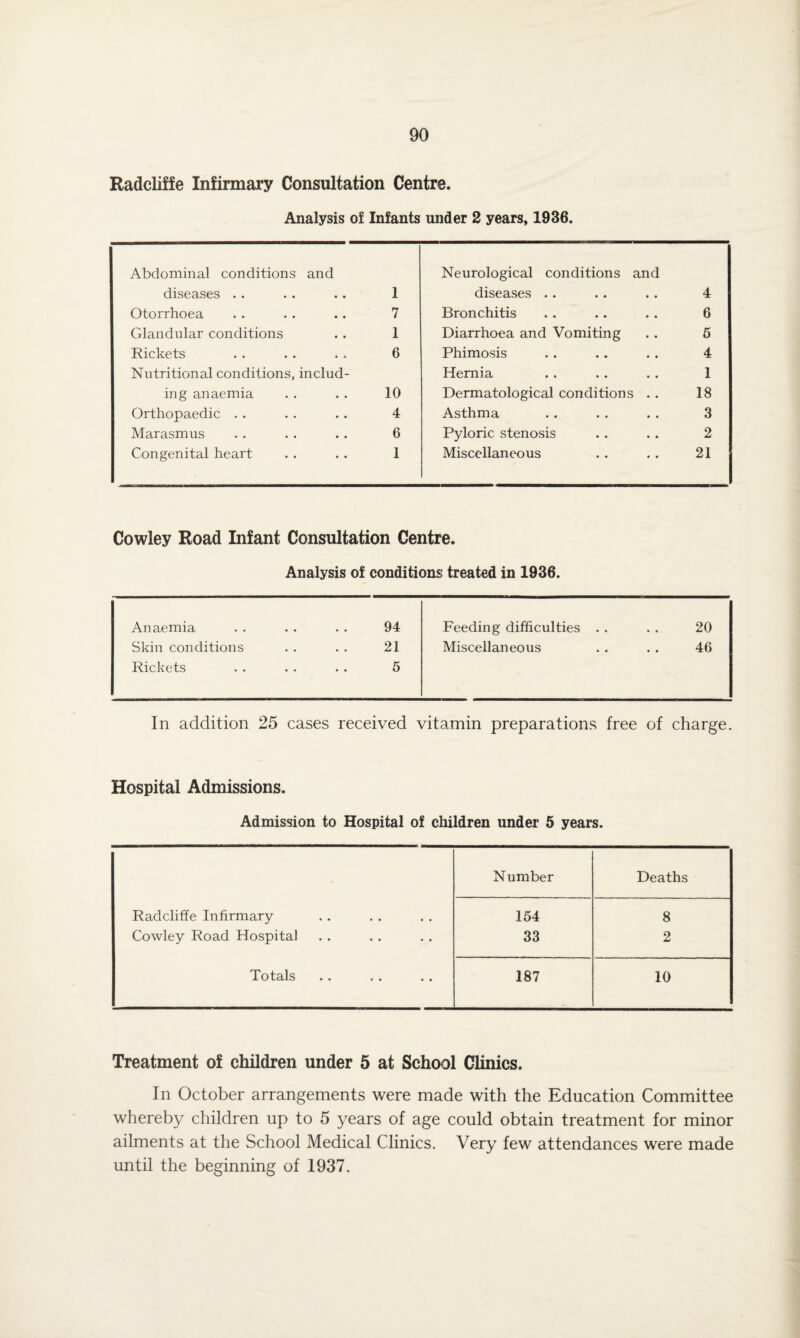 90
Radcliffe Infirmary Consultation Centre.
Analysis of Infants under 2 years, 1936.
Abdominal conditions and
diseases . . . . . . 1
Otorrhoea . . . . . . 7
Glandular conditions . . 1
Rickets . . . . . . 6
Nutritional conditions, includ-
ing anaemia . . . . 10
Orthopaedic . . . . . . 4
Marasmus . . . . . . 6
Congenital heart . . . . 1
Neurological conditions and
diseases . . . . . . 4
Bronchitis . . . . . . 6
Diarrhoea and Vomiting . . 5
Phimosis . . . . . . 4
Hernia . . . . . . 1
Dermatological conditions . . 18
Asthma . . . . . . 3
Pyloric stenosis . . . . 2
Miscellaneous . . . . 21
Cowley Road Infant Consultation Centre.
Analysis of conditions treated in 1936.
Anaemia . . . . . . 94
Skin conditions . . . . 21
Rickets . . . . . . 5
Feeding difficulties . . . . 20
Miscellaneous . . . . 46
In addition 25 cases received vitamin preparations free of charge.
Hospital Admissions.
Admission to Hospital of children under 5 years.
Number Deaths
Radcliffe Infirmary . . . . . . 154 8
Cowley Road Hospital . . . . . . 33 2
Totals . . . . . . 187 10
Treatment of children under 5 at School Clinics.
In October arrangements were made with the Education Committee
whereby children up to 5 years of age could obtain treatment for minor
ailments at the School Medical Clinics. Very few attendances were made
until the beginning of 1937.